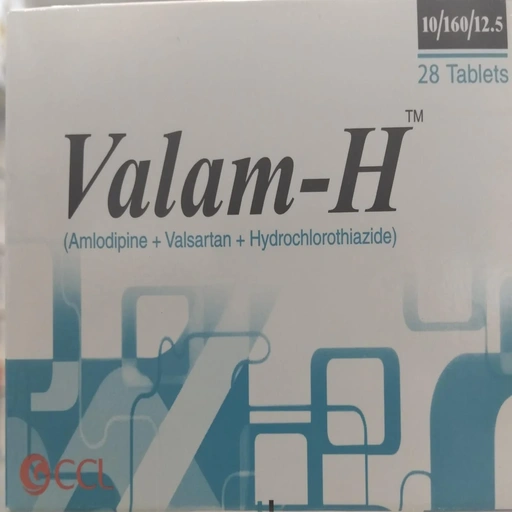 10/160/12.5
28 Tablets
Valam-H™
(Amlodipine + Valsartan + Hydrochlorothiazide)
CCL